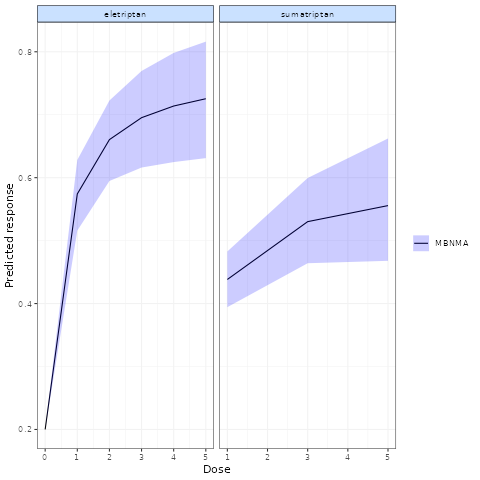 eletriptan
sumatriptan
Predicted response
0.8
0.6
0.4
0.2
0 1 2 3 4 5
1 2 3 4 5
Dose
MBNMA